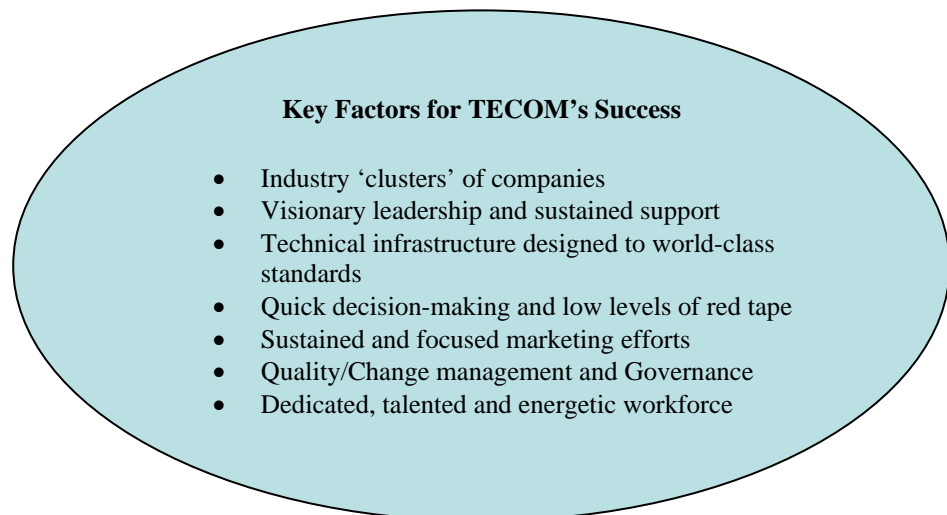 Key Factors for TECOM’s Success
• Industry ‘clusters’ of companies
• Visionary leadership and sustained support
• Technical infrastructure designed to world-class
standards
• Quick decision-making and low levels of red tape
• Sustained and focused marketing efforts
• Quality/Change management and Governance
• Dedicated, talented and energetic workforce